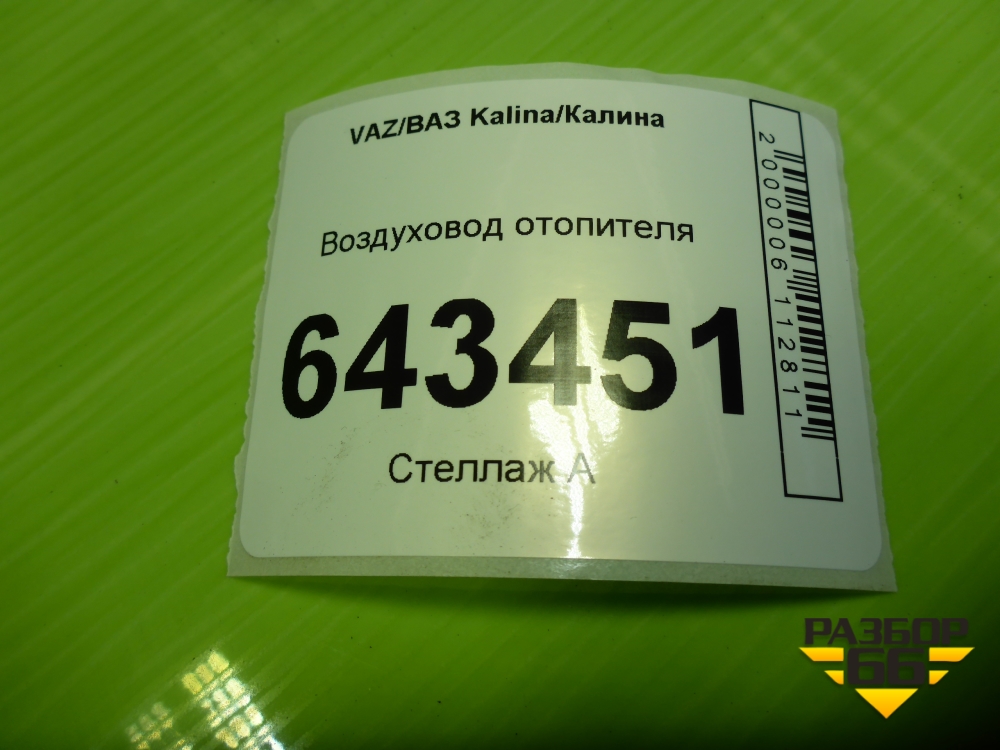 VAZ/ВАЗ Kalina/Калина
Воздуховод отопителя
643451
Стеллаж А
2000006112811
РАЗБОР
66